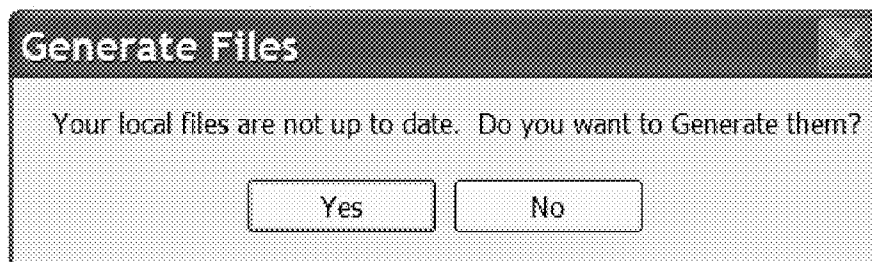 Generate Files
Your local files are not up to date. Do you want to Generate them?
Yes No